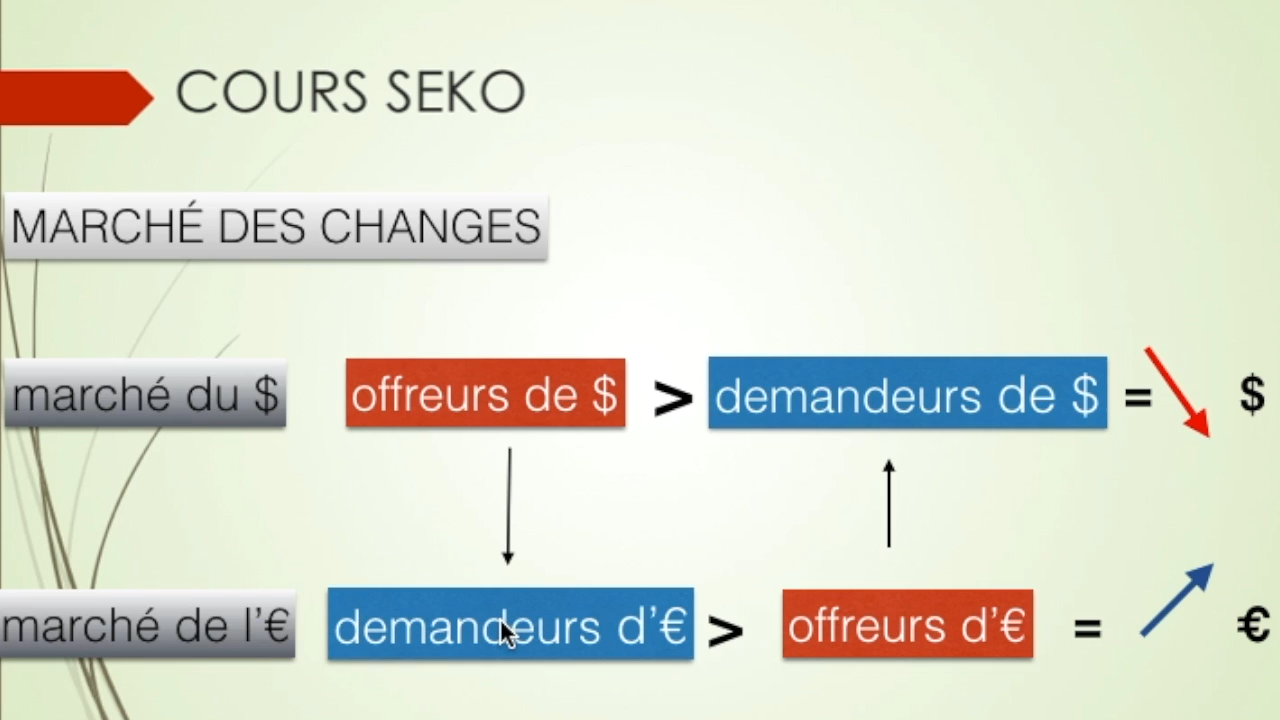 COURS SEKO
MARCHÉ DES CHANGES
marché du $ offreurs de $ > demandeurs de $ = $
marché de l'€ demandeurs d'€ > offreurs d'€ = €